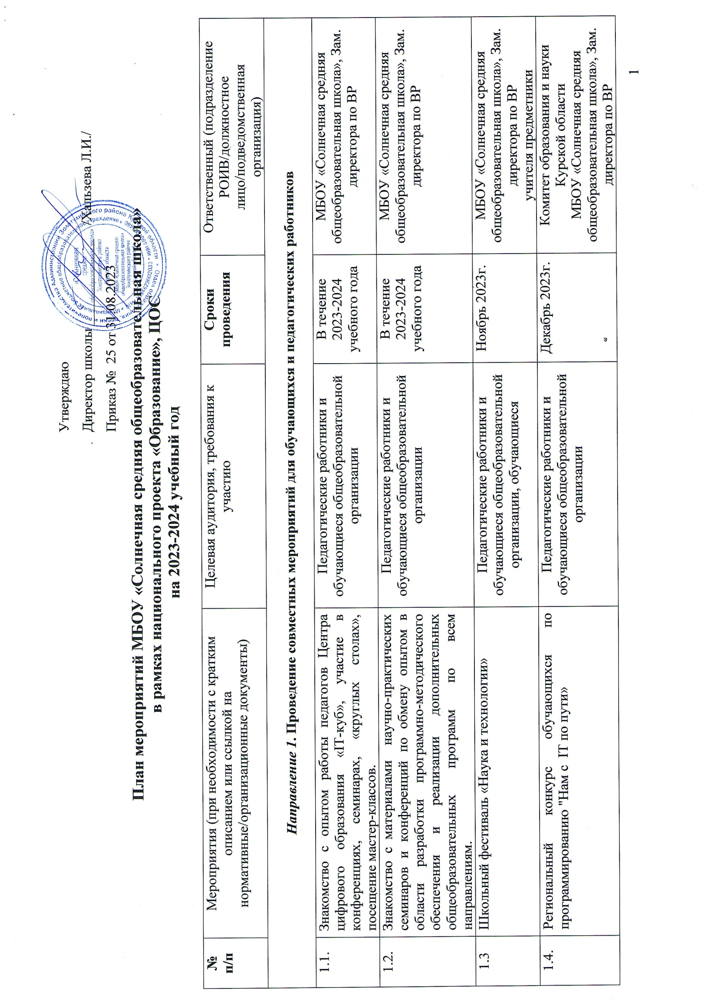 Утверждаю
Директор школы /Хальзева Л.И./
Приказ № 25 от 31.08.2023
План мероприятий МБОУ «Солнечная средняя общеобразовательная школа»
в рамках национального проекта «Образование», ЦОС
на 2023-2024 учебный год
№
п/п
Мероприятия (при необходимости с кратким
описанием или ссылкой на
нормативные/организационные документы)
Целевая аудитория, требования к
участию
Сроки
проведения
Ответственный (подразделение
РОИВ/должностное
лицо/подведомственная
организация)
Направление 1. Проведение совместных мероприятий для обучающихся и педагогических работников
1.1.
Знакомство с опытом работы педагогов Центра
цифрового образования «IT-куб», участие в
конференциях, семинарах, «круглых столах»,
посещение мастер-классов.
Педагогические работники и
обучающиеся общеобразовательной
организации
В течение
2023-2024
учебного года
МБОУ «Солнечная средняя
общеобразовательная школа», Зам.
директора по ВР
1.2.
Знакомство с материалами научно-практических
семинаров и конференций по обмену опытом в
области разработки программно-методического
обеспечения и реализации дополнительных
общеобразовательных программ по всем
направлениям.
Педагогические работники и
обучающиеся общеобразовательной
организации
В течение
2023-2024
учебного года
МБОУ «Солнечная средняя
общеобразовательная школа», Зам.
директора по ВР
1.3
Школьный фестиваль «Наука и технологии»
Педагогические работники и
обучающиеся общеобразовательной
организации, обучающиеся
Ноябрь 2023г.
МБОУ «Солнечная средняя
общеобразовательная школа», Зам.
директора по ВР
учителя предметники
1.4.
Региональный конкурс обучающихся по
программированию "Нам с IT по пути»
Педагогические работники и
обучающиеся общеобразовательной
организации
Декабрь 2023г.
Комитет образования и науки
Курской области
МБОУ «Солнечная средняя
общеобразовательная школа», Зам.
директора по ВР
1